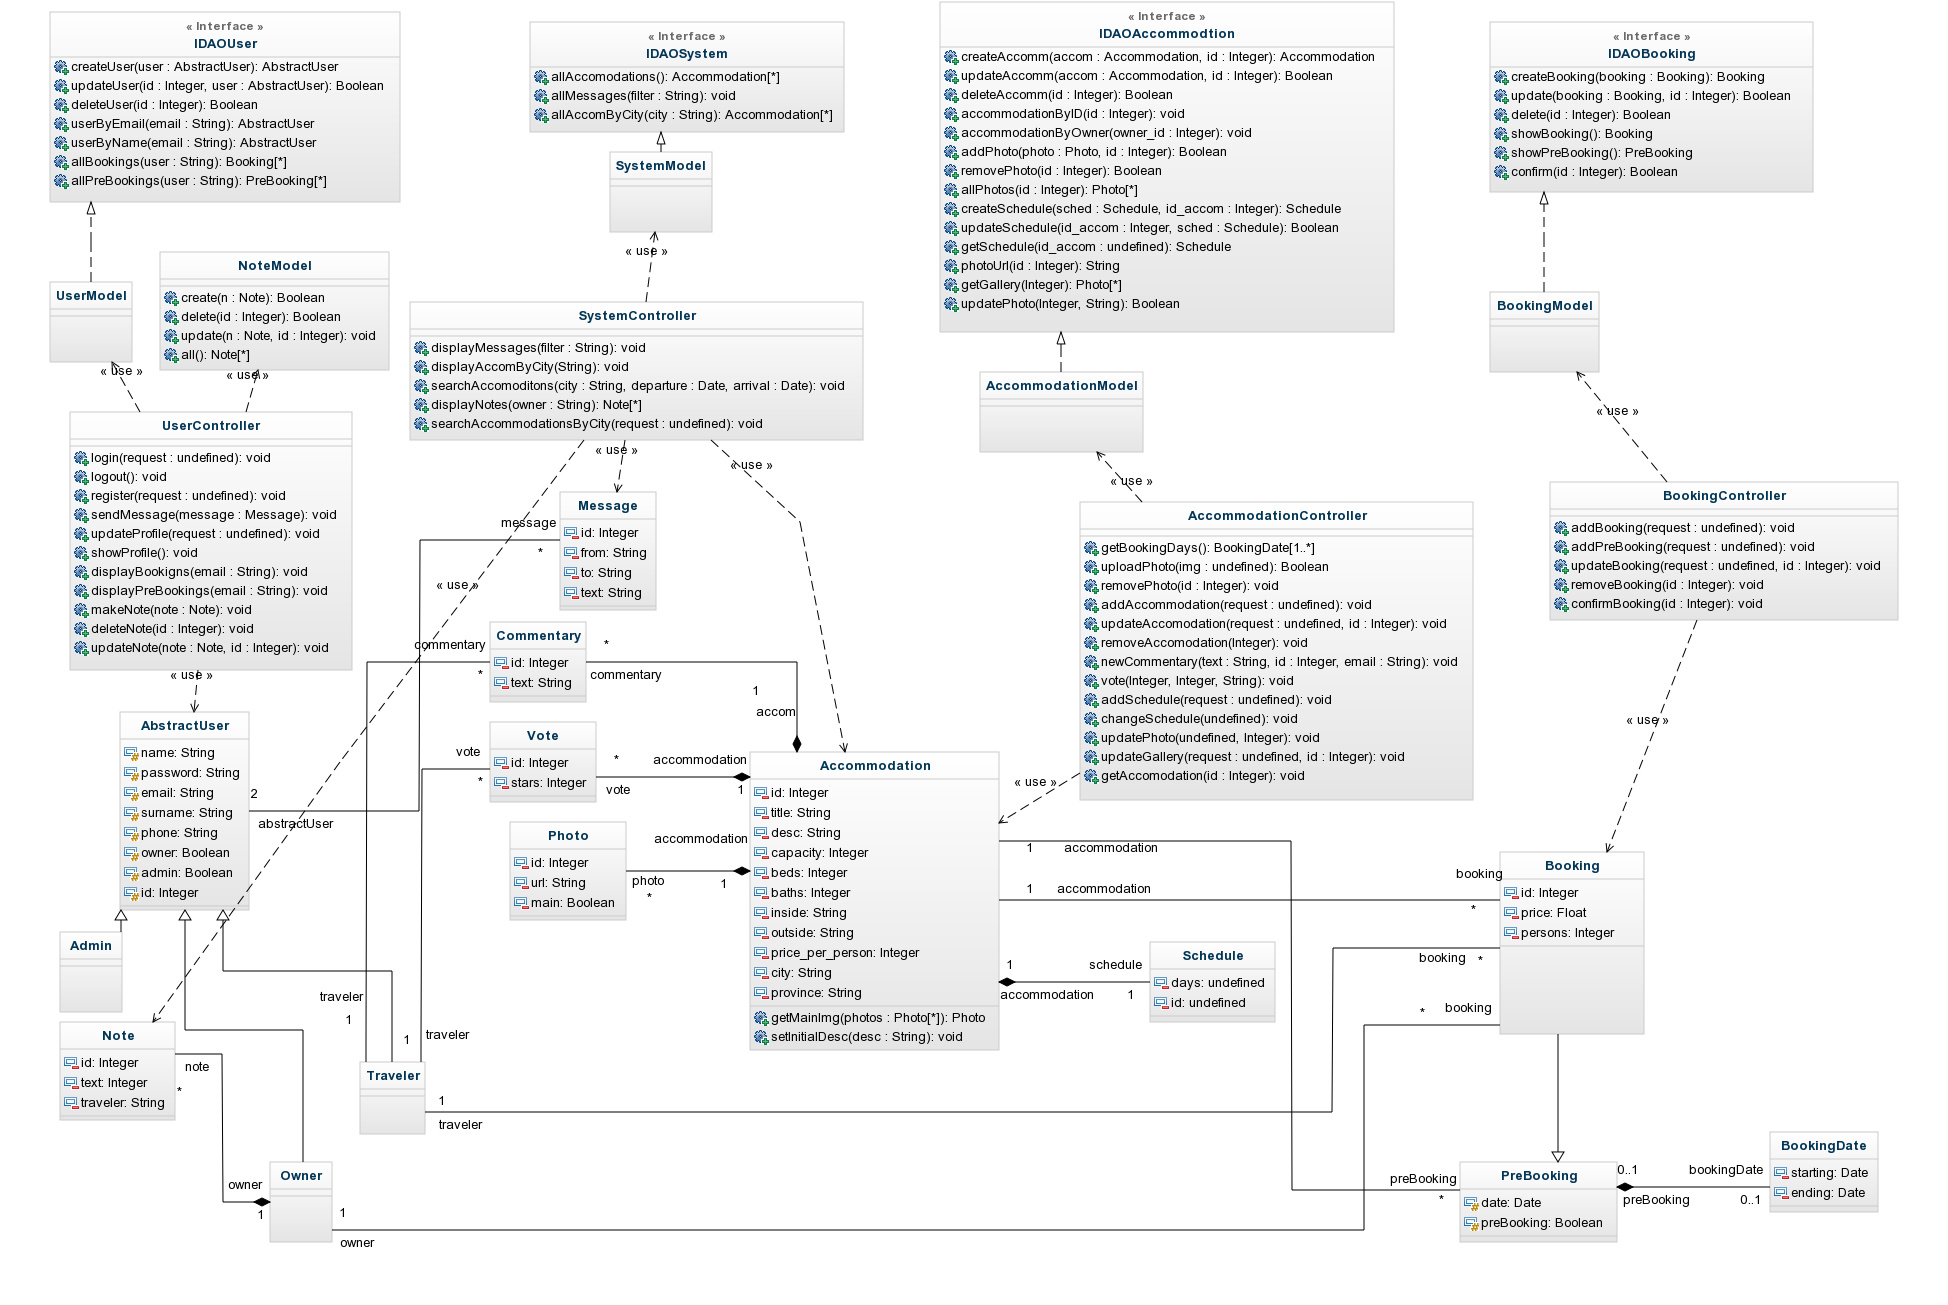 « Interface »
IDAOUser
createUser(user : AbstractUser): AbstractUser
updateUser(id : Integer, user : AbstractUser): Boolean
deleteUser(id : Integer): Boolean
userByEmail(email : String): AbstractUser
userByName(email : String): AbstractUser
allBookings(user : String): Booking[*]
allPreBookings(user : String): PreBooking[*]
« Interface »
IDAOSystem
allAccomodations(): Accommodation[*]
allMessages(filter : String): void
allAccomByCity(city : String): Accommodation[*]
« Interface »
IDAOAccommodtion
createAccomm(accom : Accommodation, id : Integer): Accommodation
updateAccomm(accom : Accommodation, id : Integer): Boolean
deleteAccomm(id : Integer): Boolean
accommodationByID(id : Integer): void
accommodationByOwner(owner_id : Integer): void
addPhoto(photo : Photo, id : Integer): Boolean
removePhoto(id : Integer): Boolean
allPhotos(id : Integer): Photo[*]
createSchedule(sched : Schedule, id_accom : Integer): Schedule
updateSchedule(id_accom : Integer, sched : Schedule): Boolean
getSchedule(id_accom : undefined): Schedule
photoUrl(id : Integer): String
getGallery(Integer): Photo[*]
updatePhoto(Integer, String): Boolean
« Interface »
IDAOBooking
createBooking(booking : Booking): Booking
update(booking : Booking, id : Integer): Boolean
delete(id : Integer): Boolean
showBooking(): Booking
showPreBooking(): PreBooking
confirm(id : Integer): Boolean
SystemModel
« use »
UserModel
NoteModel
create(n : Note): Boolean
delete(id : Integer): Boolean
update(n : Note, id : Integer): void
all(): Note[*]
« use »
« use »
SystemController
displayMessages(filter : String): void
displayAccomByCity(String): void
searchAccomoditons(city : String, departure : Date, arrival : Date): void
displayNotes(owner : String): Note[*]
searchAccommodationsByCity(request : undefined): void
AccommodationModel
« use »
BookingModel
« use »
UserController
login(request : undefined): void
logout(): void
register(request : undefined): void
sendMessage(message : Message): void
updateProfile(request : undefined): void
showProfile(): void
displayBookigns(email : String): void
displayPreBookings(email : String): void
makeNote(note : Note): void
deleteNote(id : Integer): void
updateNote(note : Note, id : Integer): void
« use »
« use »
« use »
« use »
Message
id: Integer
from: String
to: String
text: String
message
*
AccommodationController
getBookingDays(): BookingDate[1..*]
uploadPhoto(img : undefined): Boolean
removePhoto(id : Integer): void
addAccommodation(request : undefined): void
updateAccomodation(request : undefined, id : Integer): void
removeAccomodation(Integer): void
newCommentary(text : String, id : Integer, email : String): void
vote(Integer, Integer, String): void
addSchedule(request : undefined): void
changeSchedule(undefined): void
updatePhoto(undefined, Integer): void
updateGallery(request : undefined, id : Integer): void
getAccomodation(id : Integer): void
« use »
BookingController
addBooking(request : undefined): void
addPreBooking(request : undefined): void
updateBooking(request : undefined, id : Integer): void
removeBooking(id : Integer): void
confirmBooking(id : Integer): void
« use »
commentary
*
Commentary
id: Integer
text: String
*
commentary
1
accom
AbstractUser
name: String
password: String
email: String
surname: String
phone: String
owner: Boolean
admin: Boolean
id: Integer
2
abstractUser
vote
*
Vote
id: Integer
stars: Integer
*
vote
accommodation
1
Photo
id: Integer
url: String
main: Boolean
photo
*
accommodation
1
Accommodation
id: Integer
title: String
desc: String
capacity: Integer
beds: Integer
baths: Integer
inside: String
outside: String
price_per_person: Integer
city: String
province: String
getMainImg(photos : Photo[*]): Photo
setInitialDesc(desc : String): void
1
accommodation
1
accommodation
booking
*
Booking
id: Integer
price: Float
persons: Integer
booking
*
booking
*
1
accommodation
schedule
1
Schedule
days: undefined
id: undefined
Admin
Note
id: Integer
text: Integer
traveler: String
note
*
traveler
1
1
traveler
Traveler
1
traveler
owner
1
Owner
1
owner
preBooking
*
PreBooking
date: Date
preBooking: Boolean
0..1
preBooking
bookingDate
0..1
BookingDate
starting: Date
ending: Date